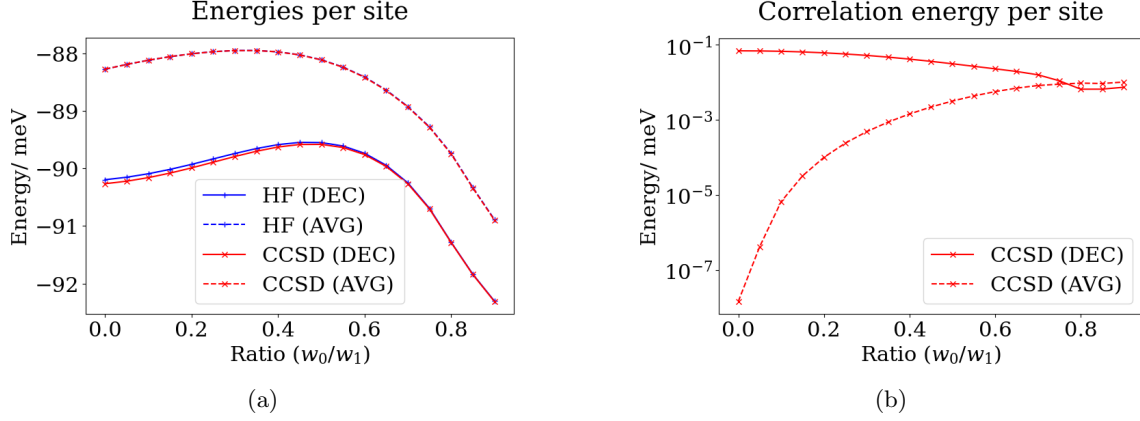 Energies per site
Energy/ meV
−88
−89
−90
−91
−92
HF (DEC)
HF (AVG)
CCSD (DEC)
CCSD (AVG)
0.0 0.2 0.4 0.6 0.8
Ratio (w₀/w₁)
(a)
Correlation energy per site
Energy/ meV
10⁻¹
10⁻³
10⁻⁵
10⁻⁷
CCSD (DEC)
CCSD (AVG)
0.0 0.2 0.4 0.6 0.8
Ratio (w₀/w₁)
(b)